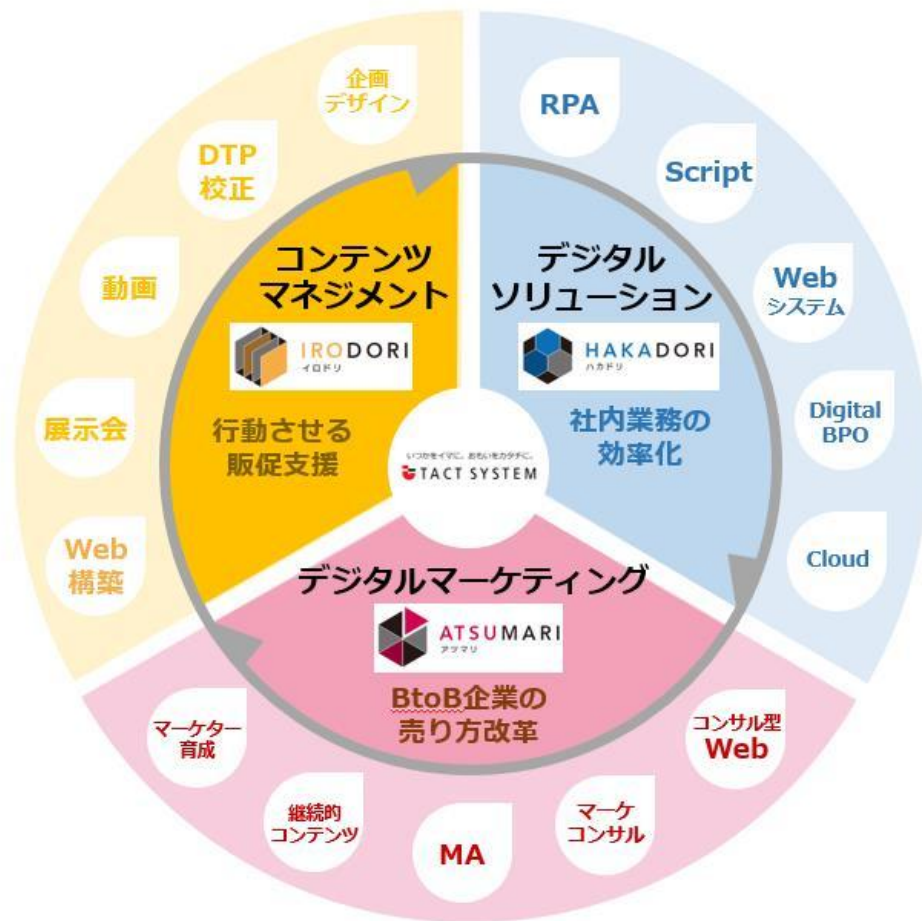 企画
デザイン
DTP
校正
動画
展示会
Web
構築
コンテンツ
マネジメント
IRODORI
イロドリ
行動させる
販促支援
RPA
Script
Web
システム
Digital
BPO
Cloud
デジタル
ソリューション
HAKADORI
ハカドリ
社内業務の
効率化
いつかをイマに。おもいをカタチに。
TACT SYSTEM
デジタルマーケティング
ATSUMARI
アツマリ
BtoB企業の
売り方改革
マーケター
育成
継続的
コンテンツ
MA
マーケ
コンサル
コンサル型
Web